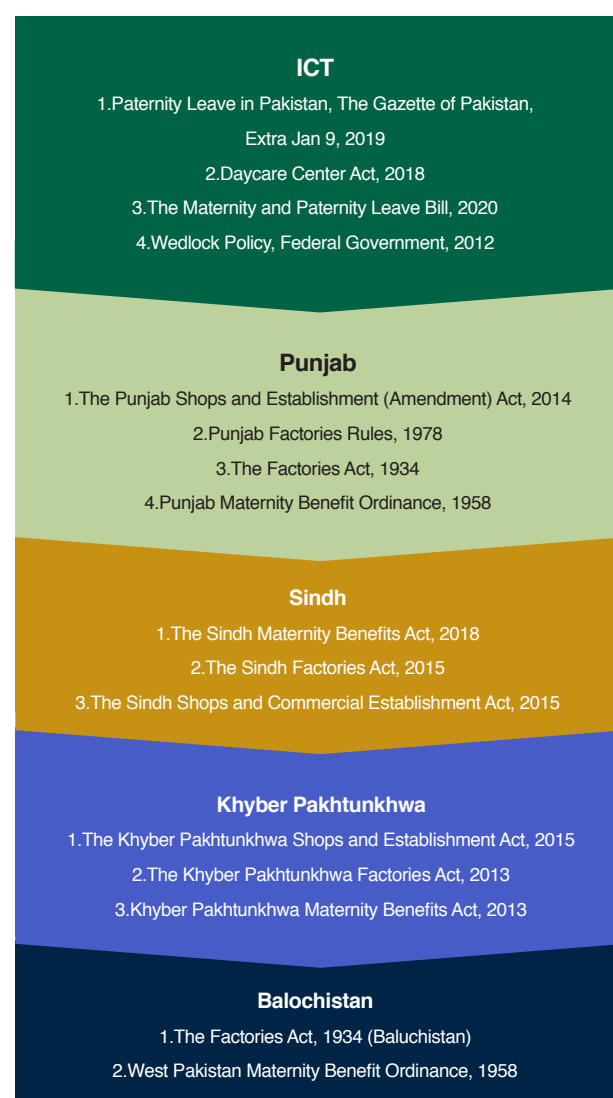 ICT
1.Paternity Leave in Pakistan, The Gazette of Pakistan,
Extra Jan 9, 2019
2.Daycare Center Act, 2018
3.The Maternity and Paternity Leave Bill, 2020
4.Wedlock Policy, Federal Government, 2012
Punjab
1.The Punjab Shops and Establishment (Amendment) Act, 2014
2.Punjab Factories Rules, 1978
3.The Factories Act, 1934
4.Punjab Maternity Benefit Ordinance, 1958
Sindh
1.The Sindh Maternity Benefits Act, 2018
2.The Sindh Factories Act, 2015
3.The Sindh Shops and Commercial Establishment Act, 2015
Khyber Pakhtunkhwa
1.The Khyber Pakhtunkhwa Shops and Establishment Act, 2015
2.The Khyber Pakhtunkhwa Factories Act, 2013
3.Khyber Pakhtunkhwa Maternity Benefits Act, 2013
Balochistan
1.The Factories Act, 1934 (Baluchistan)
2.West Pakistan Maternity Benefit Ordinance, 1958